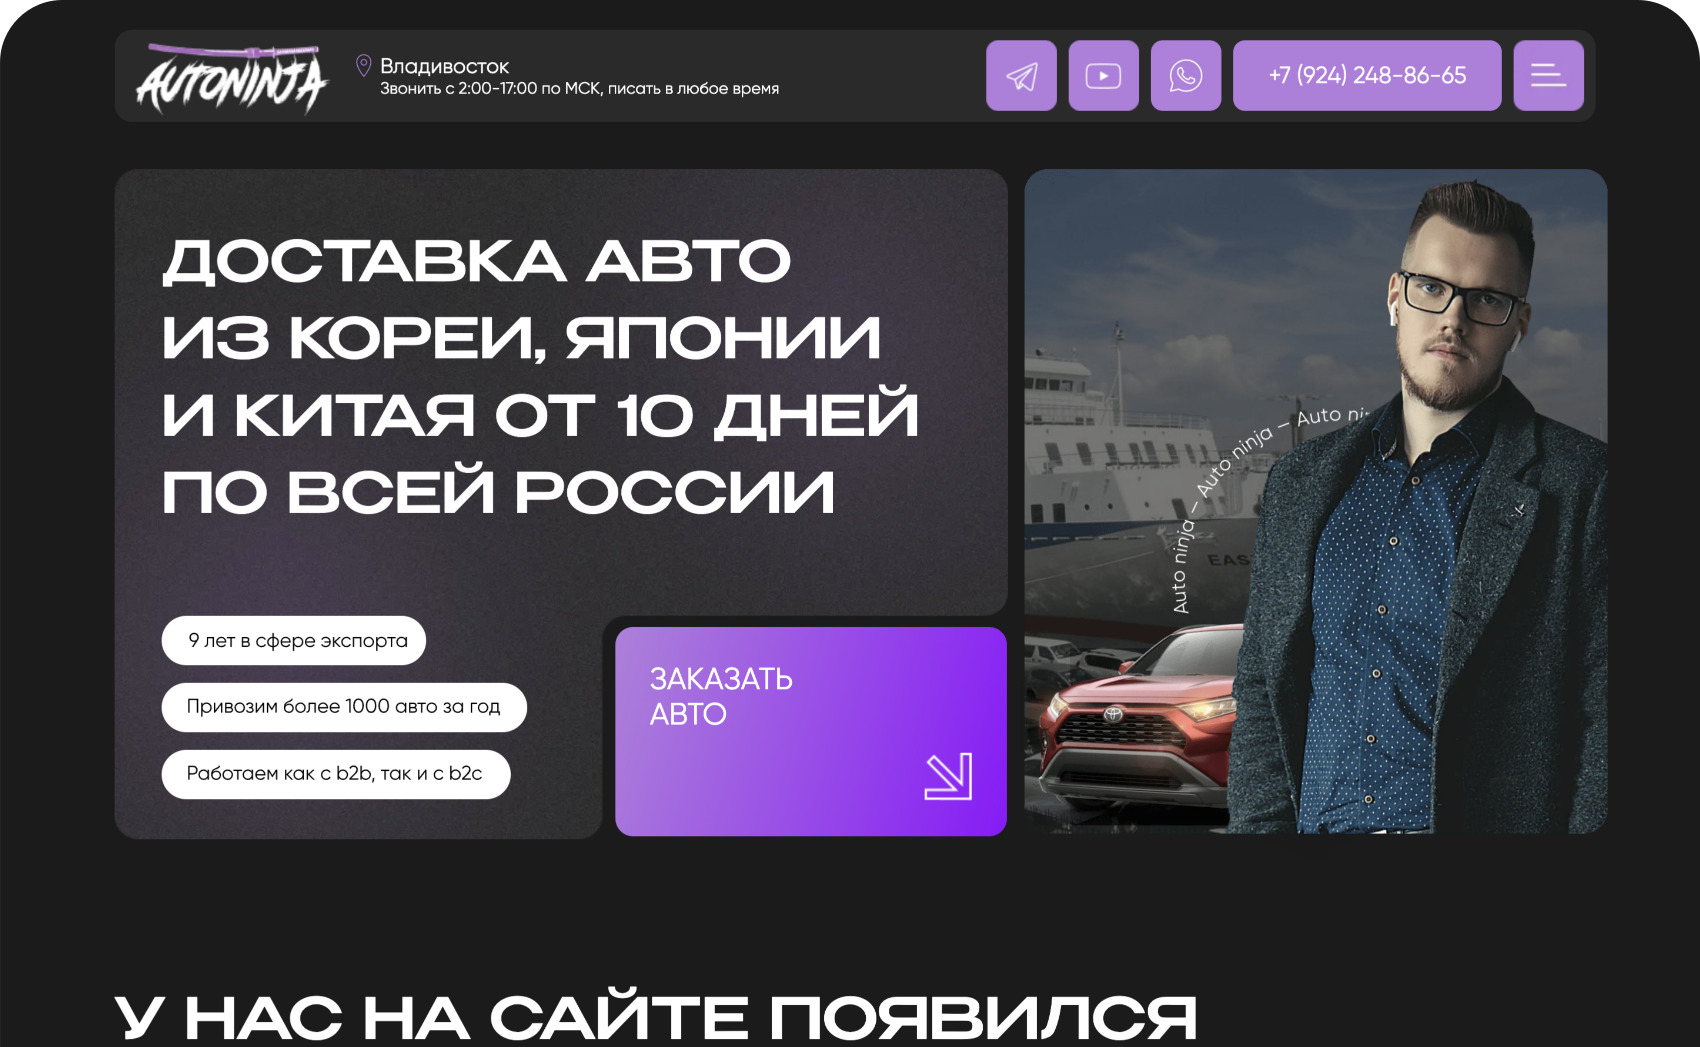 AUTONINJA
Владивосток
Звонить с 2:00-17:00 по МСК, писать в любое время
+7 (924) 248-86-65
ДОСТАВКА АВТО
ИЗ КОРЕИ, ЯПОНИИ
И КИТАЯ ОТ 10 ДНЕЙ
ПО ВСЕЙ РОССИИ
9 лет в сфере экспорта
Привозим более 1000 авто за год
Работаем как с b2b, так и с b2c
ЗАКАЗАТЬ
АВТО
Auto ninja — Auto ninja — Auto
У НАС НА САЙТЕ ПОЯВИЛСЯ